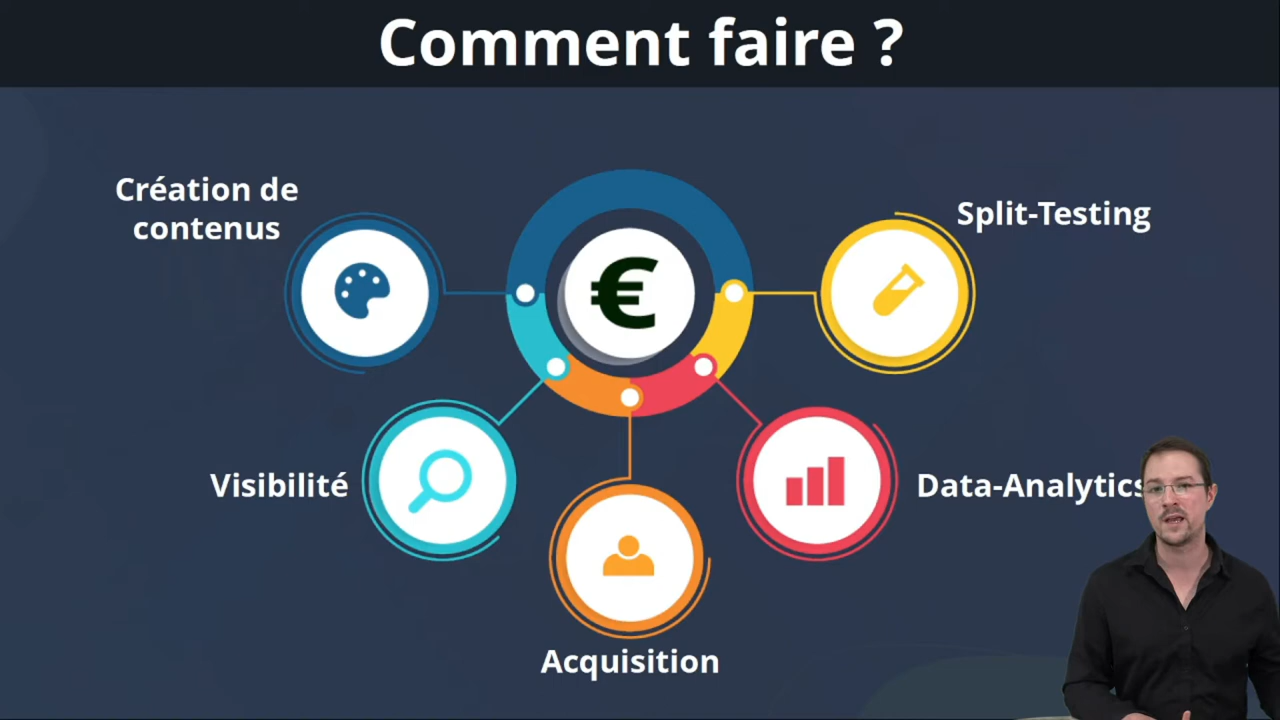 Comment faire ?
Création de
contenus
Split-Testing
€
Visibilité
Data-Analytics
Acquisition